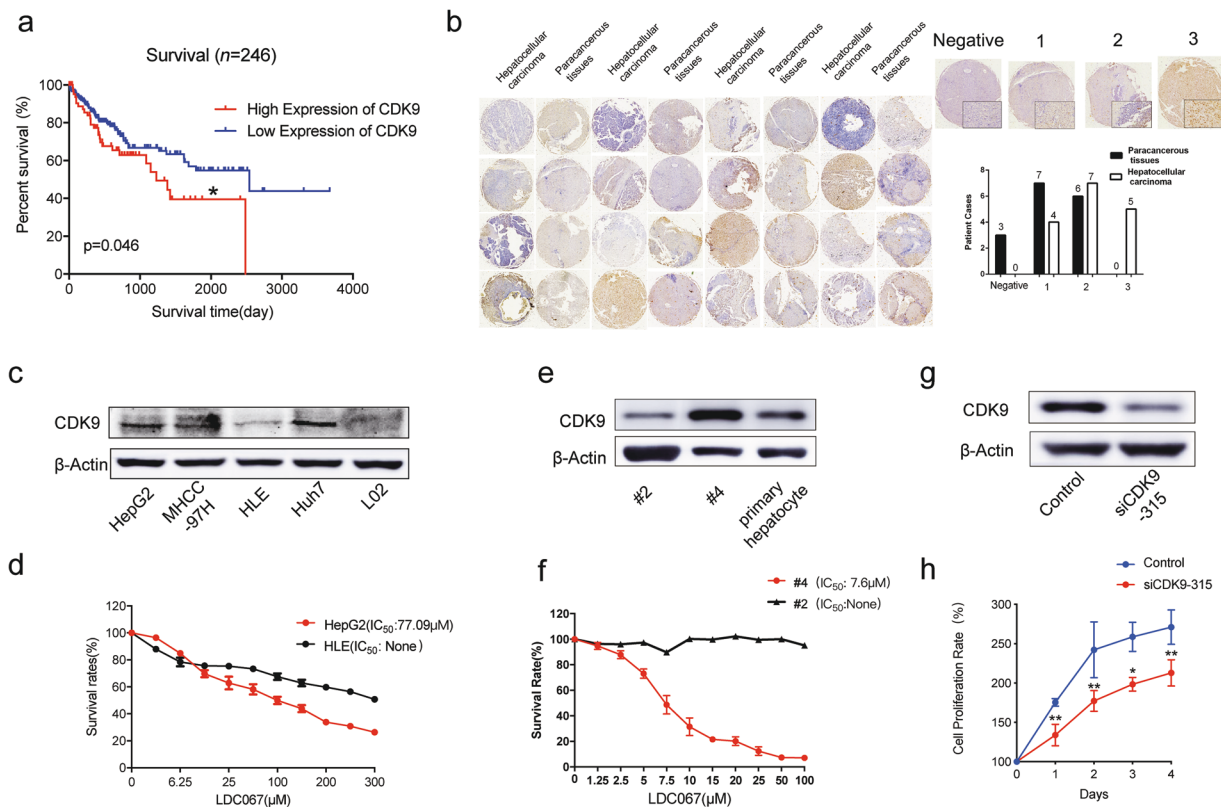 a
Survival (n=246)
Percent survival (%)
100
80
60
40
20
0
High Expression of CDK9
Low Expression of CDK9
*
p=0.046
0 1000 2000 3000 4000
Survival time(day)
b
Hepatocellular carcinoma
Paracancerous tissues
Hepatocellular carcinoma
Paracancerous tissues
Hepatocellular carcinoma
Paracancerous tissues
Hepatocellular carcinoma
Paracancerous tissues
Negative 1 2 3
Paracancerous
tissues
Hepatocellular
carcinoma
Patient Cases
8
6
4
2
0
3 0 7 4 6 7 0 5
Negative 1 2 3
c
CDK9
β-Actin
HepG2
MHCC
-97H
HLE
Huh7
L02
e
CDK9
β-Actin
#2
#4
primary
hepatocyte
g
CDK9
β-Actin
Control
siCDK9
-315
d
Survival rates(%)
120
100
80
60
40
20
0
HepG2(IC50:77.09μM)
HLE(IC50: None)
0 6.25 25 100 200 300
LDC067(μM)
f
Survival Rate(%)
120
100
80
60
40
20
0
#4 (IC50: 7.6μM)
#2 (IC50:None)
0 1.25 2.5 5 7.5 10 15 20 25 50 100
LDC067(μM)
h
Control
siCDK9-315
Cell Proliferation Rate (%)
300
250
200
150
100
** ** * **
0 1 2 3 4
Days